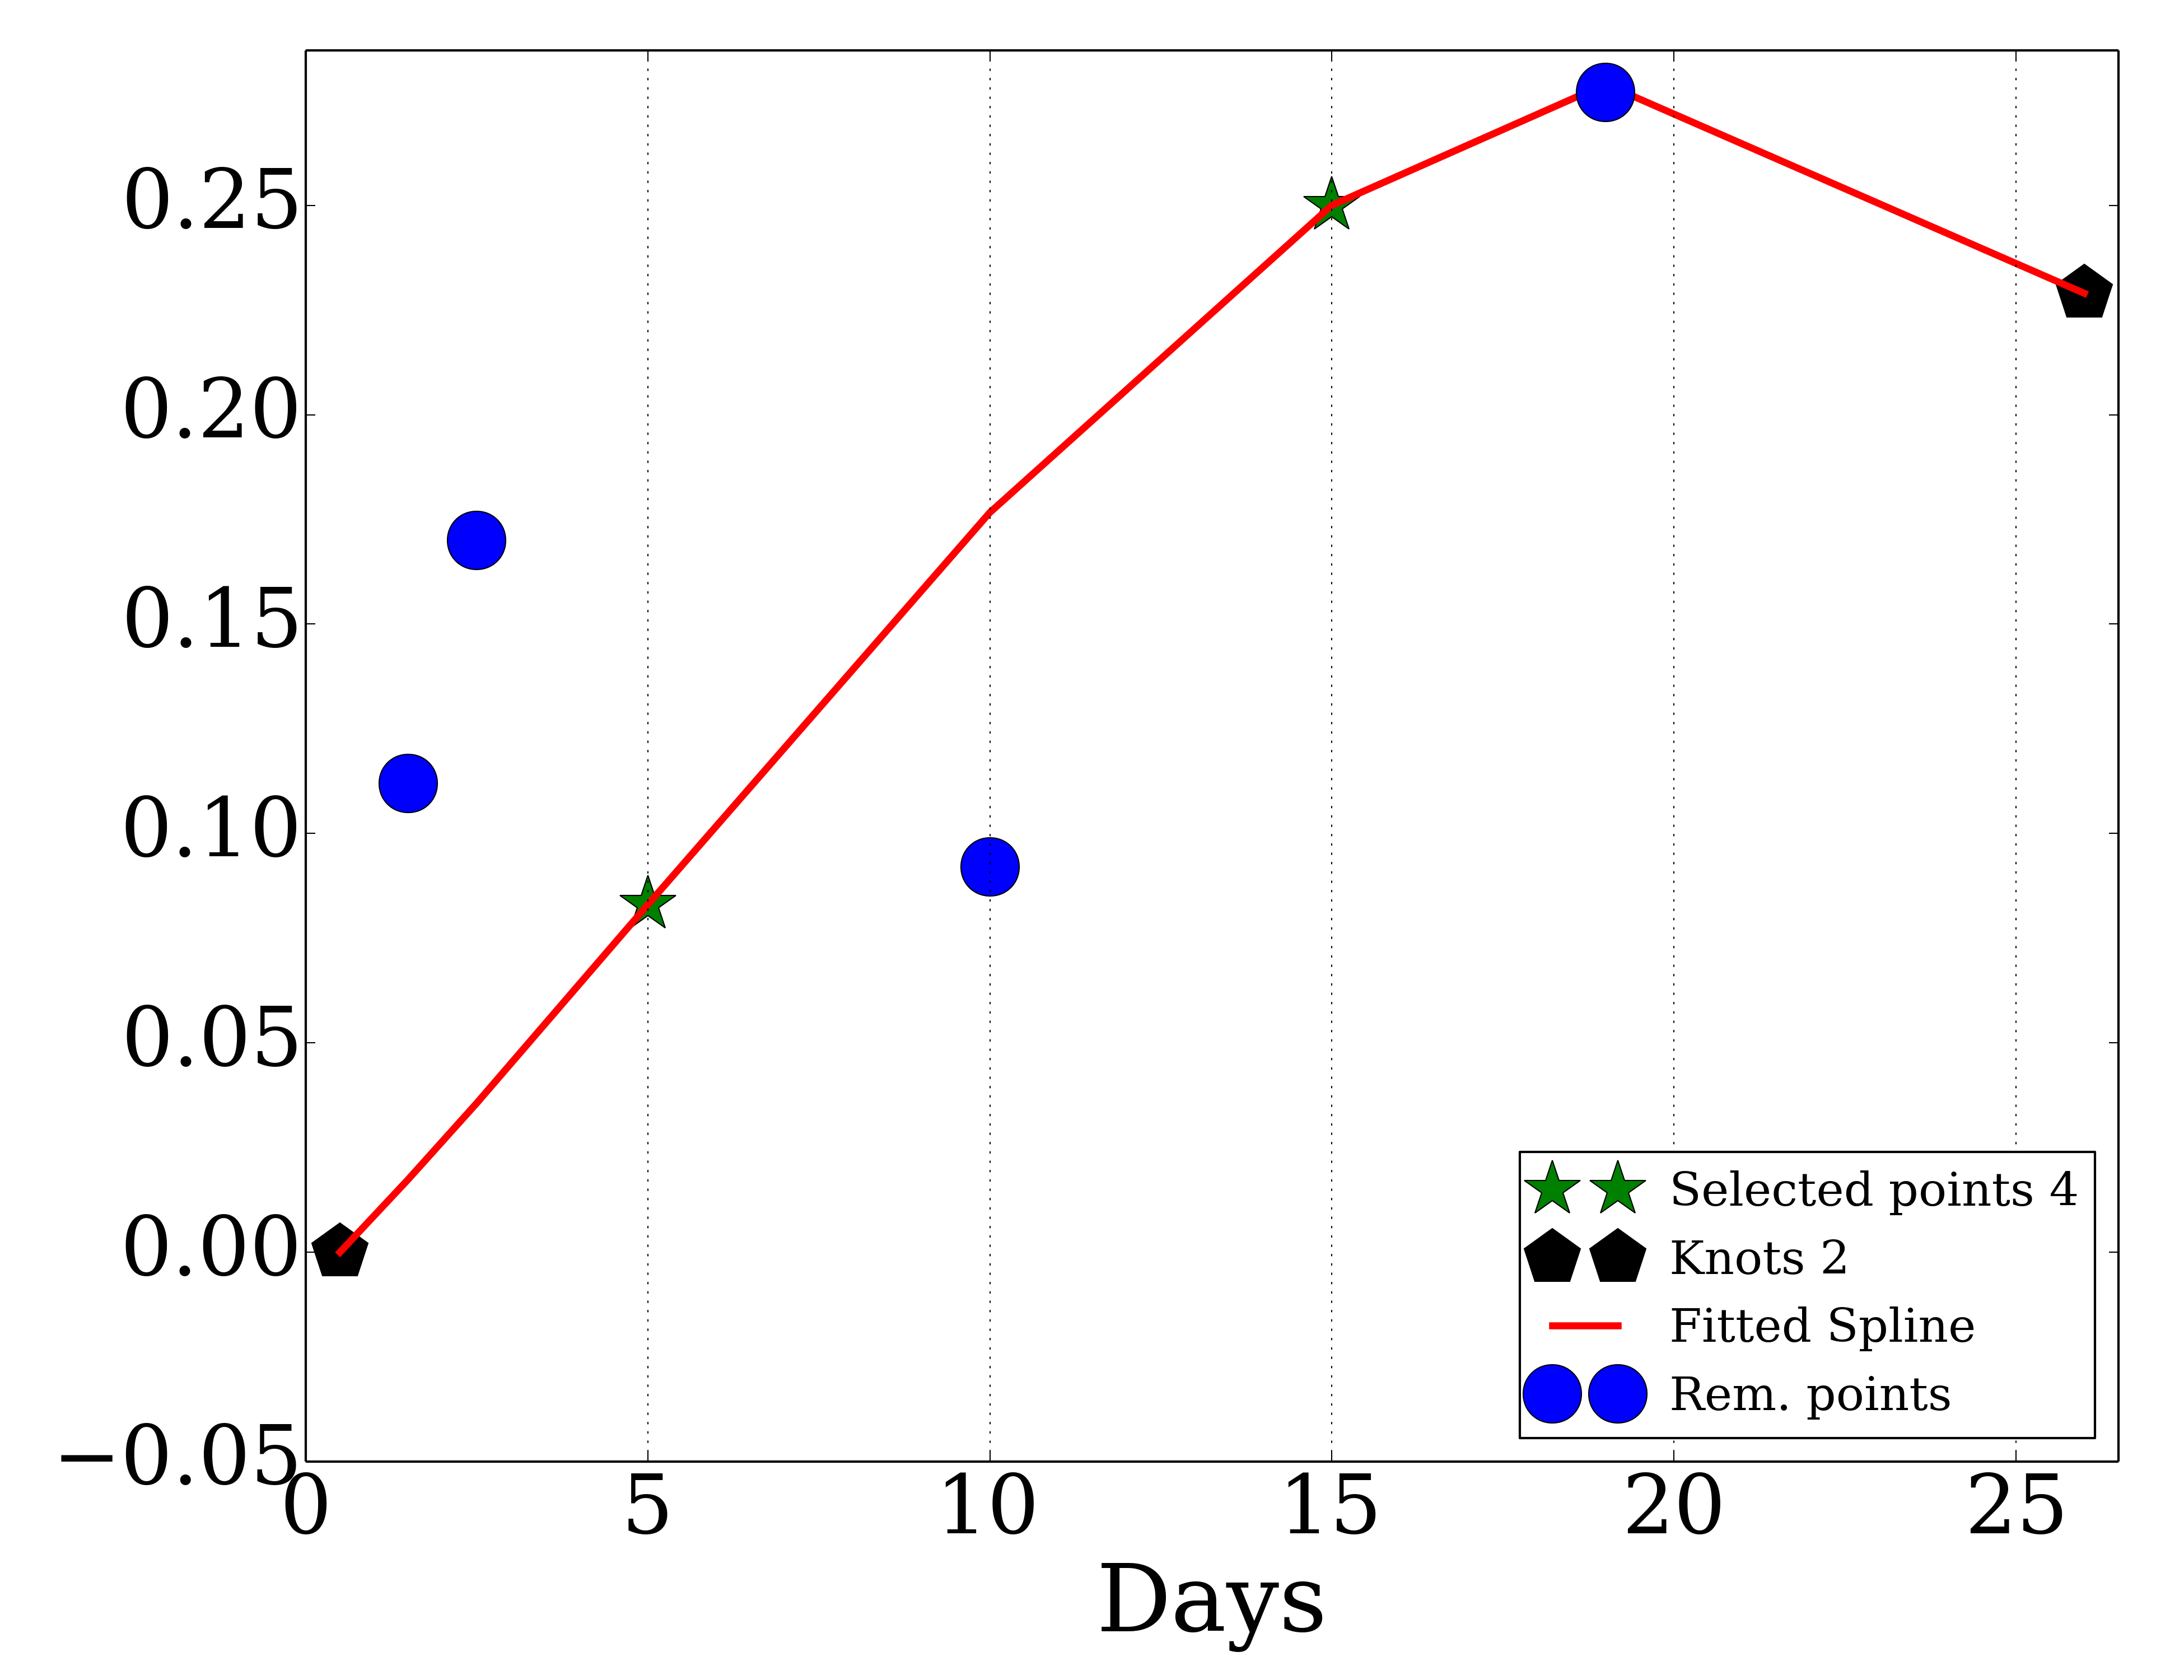 0.25
0.20
0.15
0.10
0.05
0.00
−0.05
0 5 10 15 20 25
Days
Selected points 4
Knots 2
Fitted Spline
Rem. points